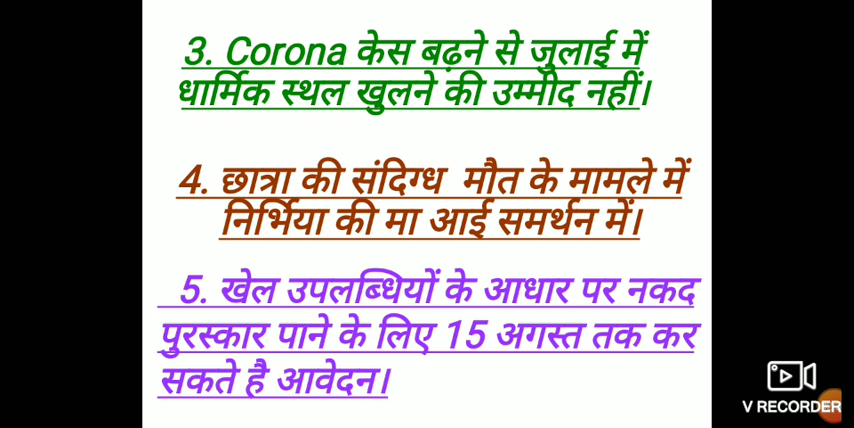 3. Corona केस बढ़ने से जुलाई में
धार्मिक स्थल खुलने की उम्मीद नहीं।
4. छात्रा की संदिग्ध मौत के मामले में
निर्भिया की मा आई समर्थन में।
5. खेल उपलब्धियों के आधार पर नकद
पुरस्कार पाने के लिए 15 अगस्त तक कर
सकते है आवेदन।
V RECORDER